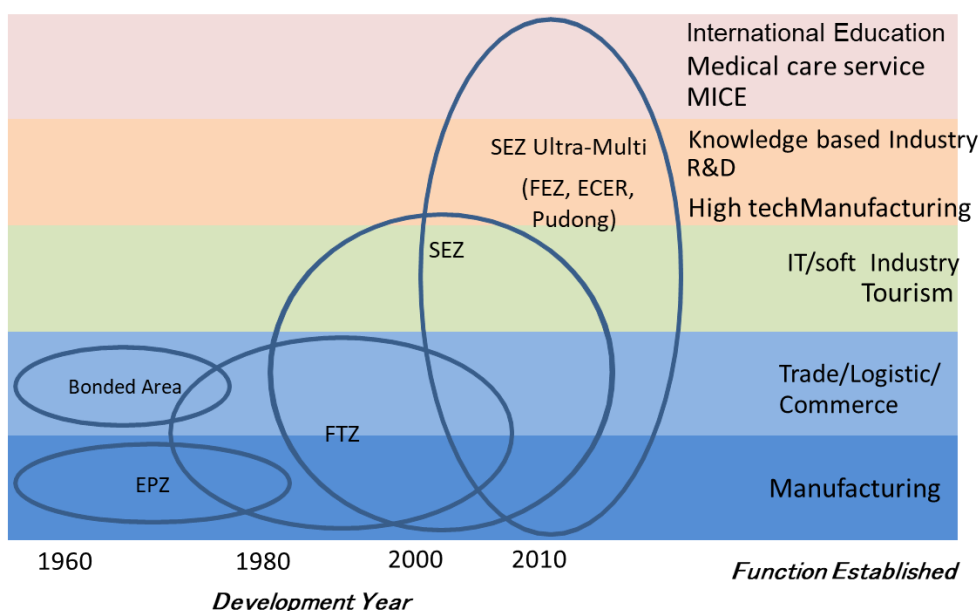 International Education
Medical care service
MICE
SEZ Ultra-Multi
(FEZ, ECER,
Pudong)
Knowledge based Industry
R&D
High tech-Manufacturing
SEZ
IT/soft Industry
Tourism
Bonded Area
Trade/Logistic/
Commerce
FTZ
EPZ
Manufacturing
1960
1980
2000
2010
Function Established
Development Year